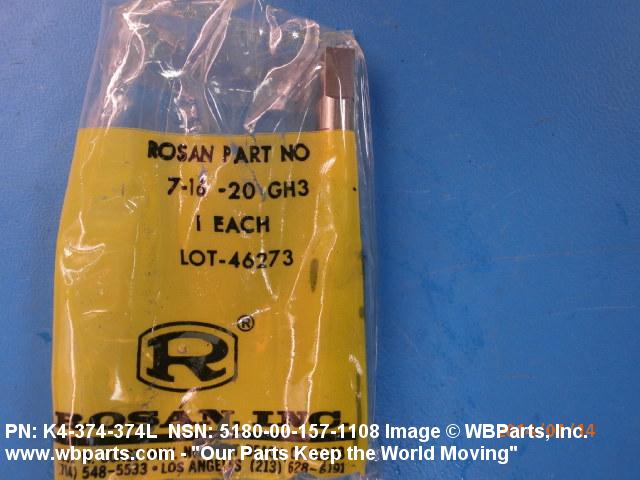 ROSAN PART NO
7-16 -20 GH3
1 EACH
LOT-46273
R ®
ROSAN INC
PN: K4-374-374L NSN: 5180-00-157-1108 Image © WBParts, Inc.
www.wbparts.com - "Our Parts Keep the World Moving"
(714) 548-5533 • LOS ANGELES (213) 628-